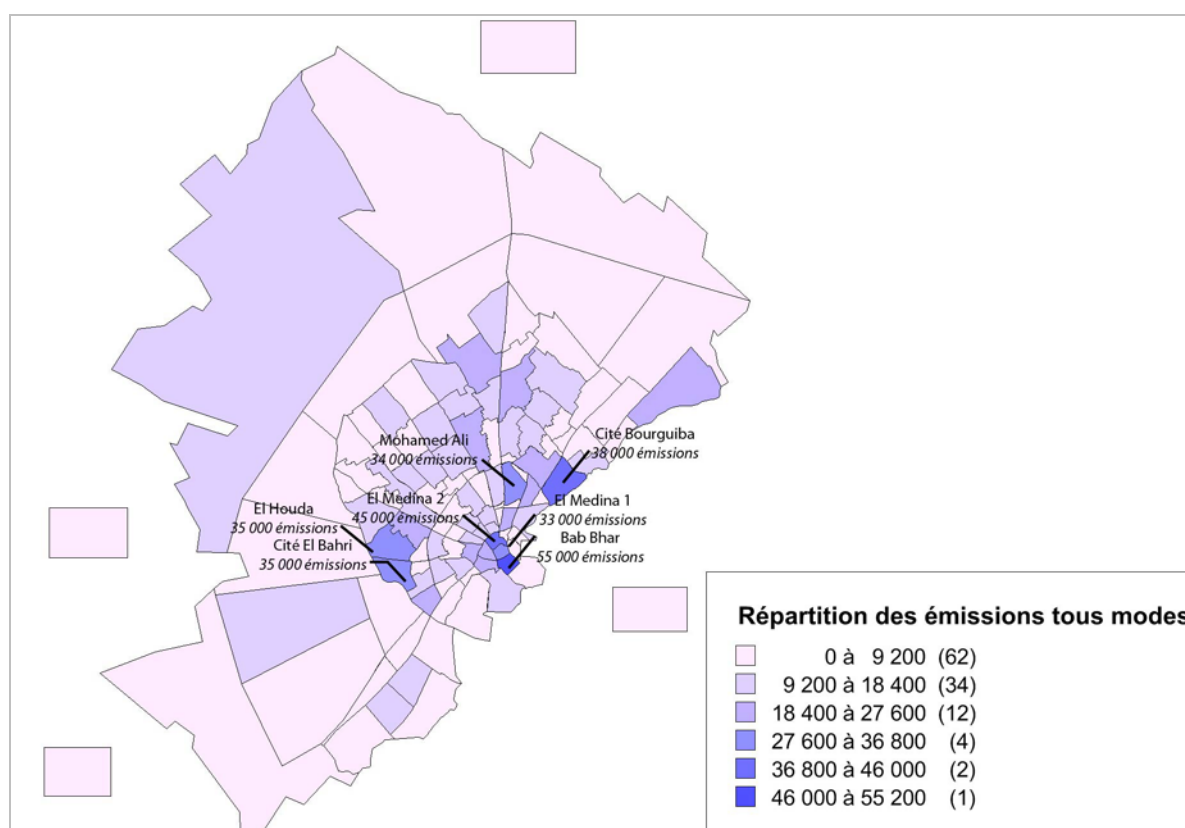 Mohamed Ali
34 000 émissions
Cité Bourguiba
38 000 émissions
El Medina 2
45 000 émissions
El Medina 1
33 000 émissions
El Houda
35 000 émissions
Bab Bhar
55 000 émissions
Cité El Bahri
35 000 émissions
Répartition des émissions tous modes
0 à 9 200 (62)
9 200 à 18 400 (34)
18 400 à 27 600 (12)
27 600 à 36 800 (4)
36 800 à 46 000 (2)
46 000 à 55 200 (1)